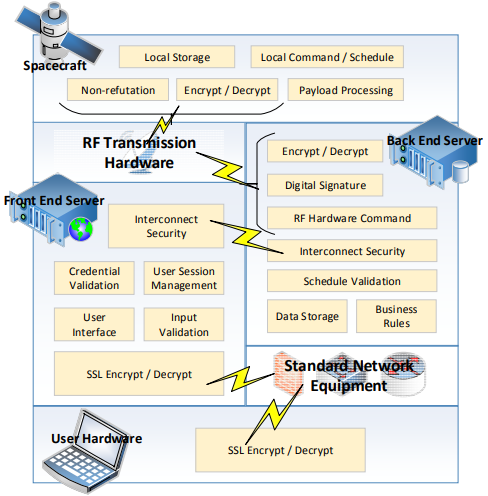 Spacecraft
Local Storage
Local Command / Schedule
Non-refutation
Encrypt / Decrypt
Payload Processing
RF Transmission
Hardware
Back End Server
Encrypt / Decrypt
Digital Signature
RF Hardware Command
Interconnect Security
Schedule Validation
Data Storage
Business
Rules
Front End Server
Interconnect
Security
Credential
Validation
User Session
Management
User
Interface
Input
Validation
SSL Encrypt / Decrypt
Standard Network
Equipment
User Hardware
SSL Encrypt / Decrypt